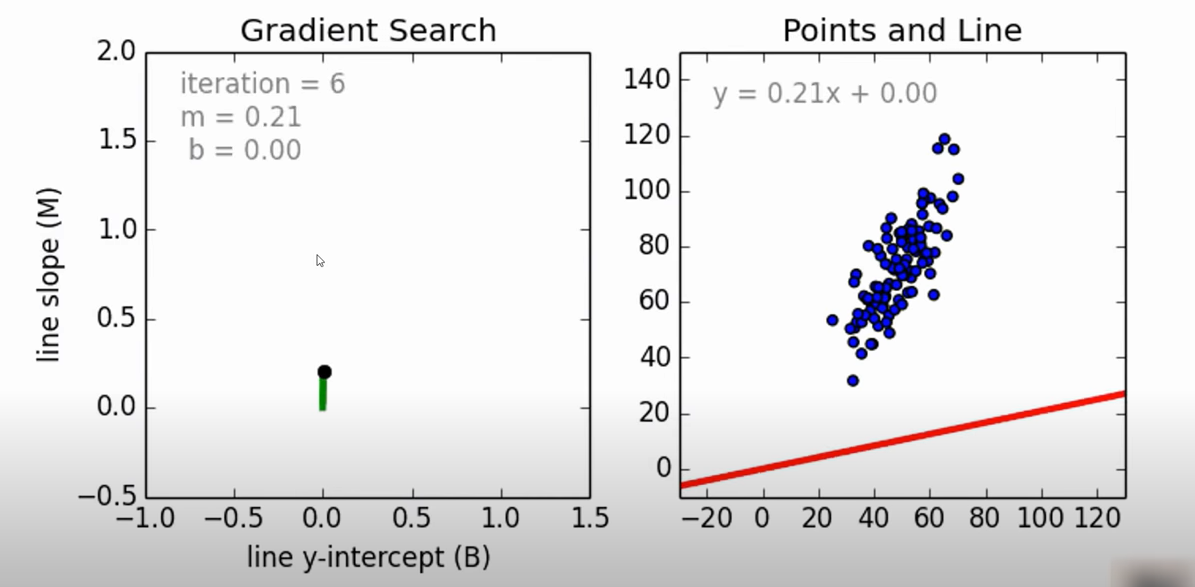 Gradient Search
2.0
1.5
1.0
0.5
0.0
−0.5
line slope (M)
iteration = 6
m = 0.21
b = 0.00
−1.0 −0.5 0.0 0.5 1.0 1.5
line y-intercept (B)
Points and Line
140
120
100
80
60
40
20
0
y = 0.21x + 0.00
−20 0 20 40 60 80 100 120